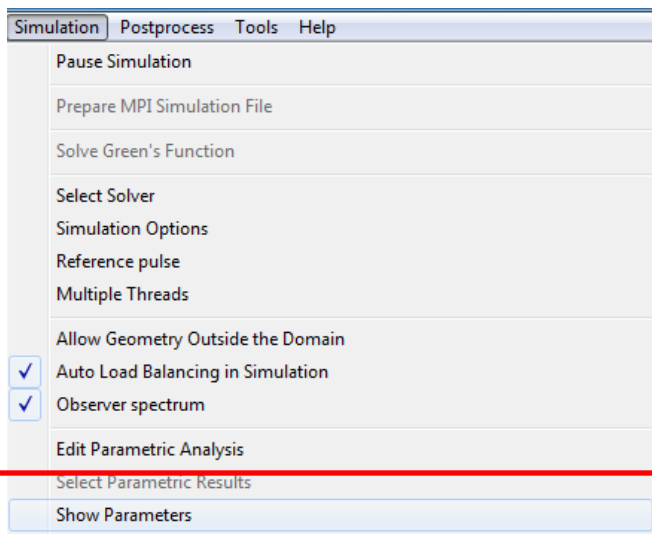 Simulation Postprocess Tools Help
Pause Simulation
Prepare MPI Simulation File
Solve Green's Function
Select Solver
Simulation Options
Reference pulse
Multiple Threads
Allow Geometry Outside the Domain
Auto Load Balancing in Simulation
Observer spectrum
Edit Parametric Analysis
Select Parametric Results
Show Parameters